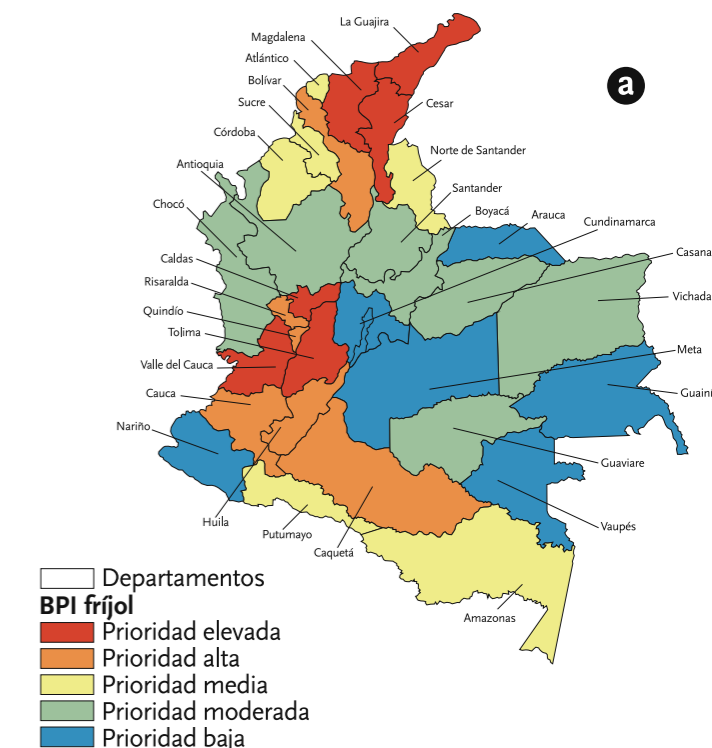 La Guajira
Magdalena
Atlántico
Bolívar
Sucre
Córdoba
Antioquia
Chocó
Caldas
Risaralda
Quindío
Tolima
Valle del Cauca
Cauca
Nariño
Huila
Putumayo
Caquetá
a
Cesar
Norte de Santander
Santander
Boyacá
Arauca
Cundinamarca
Casana
Vichada
Meta
Guainí
Guaviare
Vaupés
Amazonas
Departamentos
BPI fríjol
Prioridad elevada
Prioridad alta
Prioridad media
Prioridad moderada
Prioridad baja